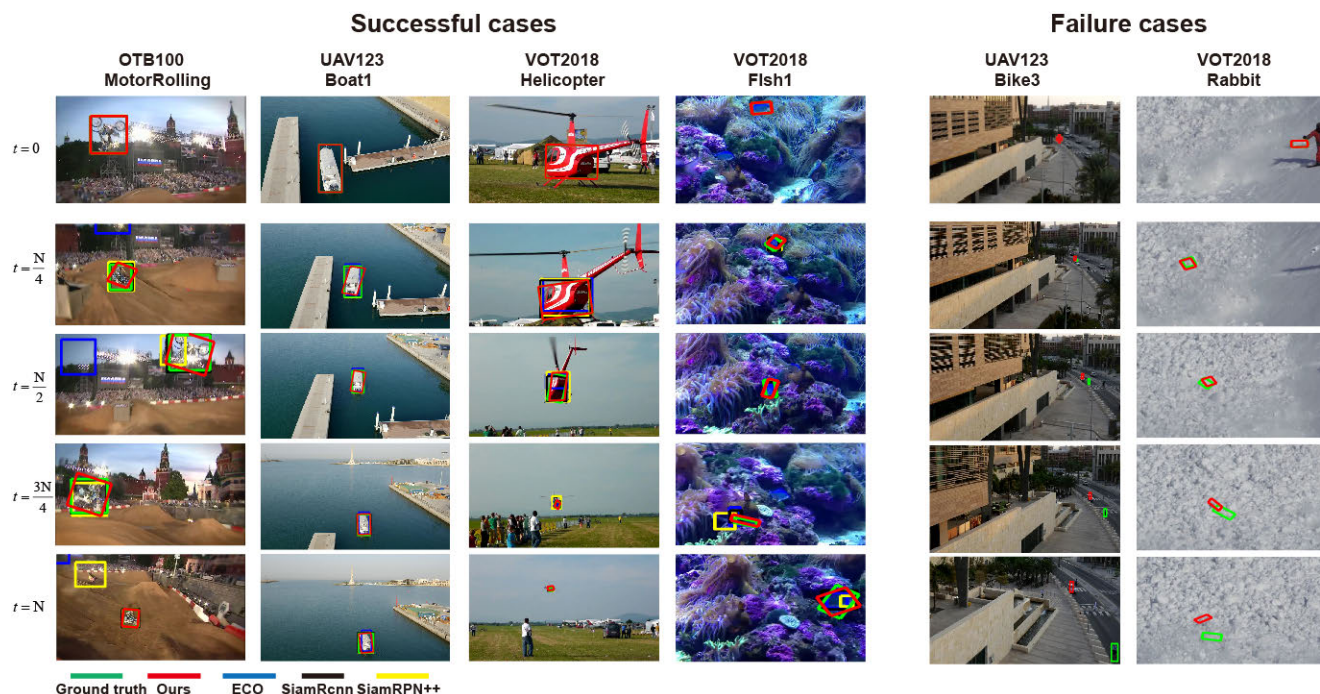 Successful cases
Failure cases
OTB100
MotorRolling
UAV123
Boat1
VOT2018
Helicopter
VOT2018
FIsh1
UAV123
Bike3
VOT2018
Rabbit
t=0
t=N/4
t=N/2
t=3N/4
t=N
Ground truth Ours ECO SiamRcnn SiamRPN++